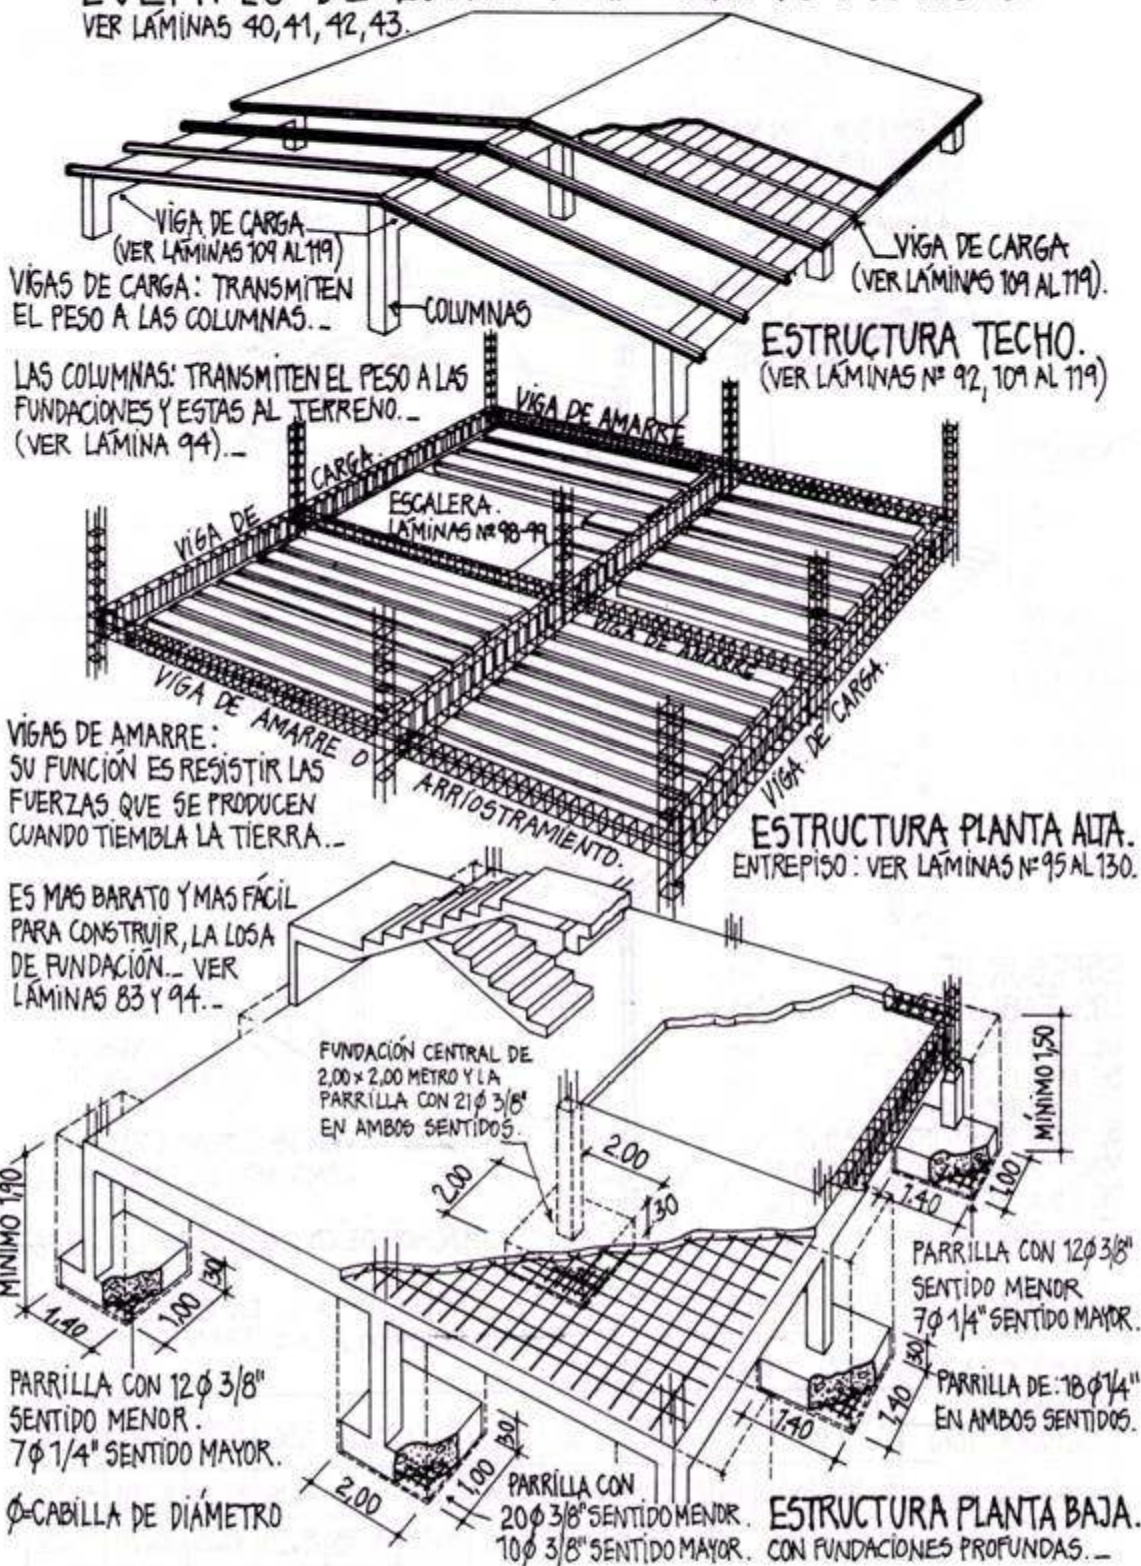 VER LÁMINAS 40,41,42,43.
VIGA DE CARGA
(VER LÁMINAS 109 AL 119)
VIGA DE CARGA
(VER LÁMINAS 109 AL 119).
VIGAS DE CARGA: TRANSMITEN
EL PESO A LAS COLUMNAS._
COLUMNAS
ESTRUCTURA TECHO.
(VER LÁMINAS Nº 92, 109 AL 119)
LAS COLUMNAS: TRANSMITEN EL PESO A LAS
FUNDACIONES Y ESTAS AL TERRENO._
(VER LÁMINA 94)._
VIGA DE AMARRE
VIGA DE CARGA.
ESCALERA.
LÁMINAS Nº 98-99
VIGA DE AMARRE
VIGA DE CARGA.
VIGA DE AMARRE O ARRIOSTRAMIENTO.
VIGAS DE AMARRE:
SU FUNCIÓN ES RESISTIR LAS
FUERZAS QUE SE PRODUCEN
CUANDO TIEMBLA LA TIERRA._
ESTRUCTURA PLANTA ALTA.
ENTREPISO: VER LÁMINAS Nº 95 AL 130.
ES MAS BARATO Y MAS FÁCIL
PARA CONSTRUIR, LA LOSA
DE FUNDACIÓN._ VER
LÁMINAS 83 Y 94._
FUNDACIÓN CENTRAL DE
2,00 x 2,00 METRO Y LA
PARRILLA CON 21Ø 3/8"
EN AMBOS SENTIDOS.
MÍNIMO 1,50
2.00
2.00
30
1.40
1,00
MÍNIMO 1,90
1.40
1,00
30
PARRILLA CON 12Ø 3/8"
SENTIDO MENOR
7Ø 1/4" SENTIDO MAYOR.
30
1,40
1,40
PARRILLA DE: 18Ø 1/4"
EN AMBOS SENTIDOS.
PARRILLA CON 12Ø 3/8"
SENTIDO MENOR.
7Ø 1/4" SENTIDO MAYOR.
30
1,00
2,00
Ø=CABILLA DE DIÁMETRO
PARRILLA CON
20Ø 3/8" SENTIDO MENOR.
10Ø 3/8" SENTIDO MAYOR.
ESTRUCTURA PLANTA BAJA.
CON FUNDACIONES PROFUNDAS._